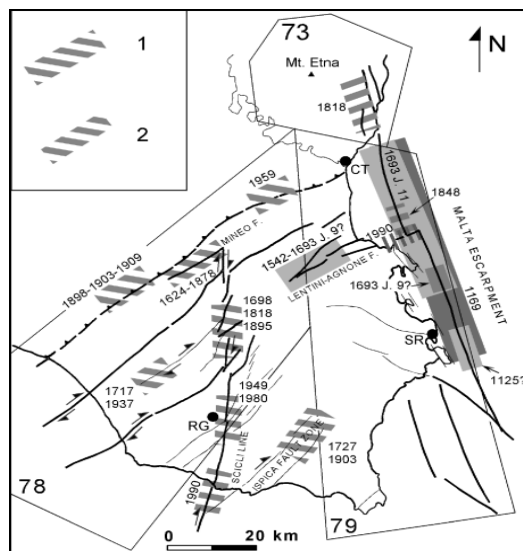 1
2
73
N
Mt. Etna
1818
CT
1693 J. 11
1848
1959
1990
MALTA ESCARPMENT
MINEO F.
1542-1693 J. 9?
LENTINI-AGNONE F.
1898-1903-1909
1624-1878
1693 J. 9?
1169
1698
1818
1895
SR
1125?
1717
1937
1949
1980
RG
SCICLI LINE
ISPICA FAULT ZONE
1727
1903
1990
78
79
0 20 km